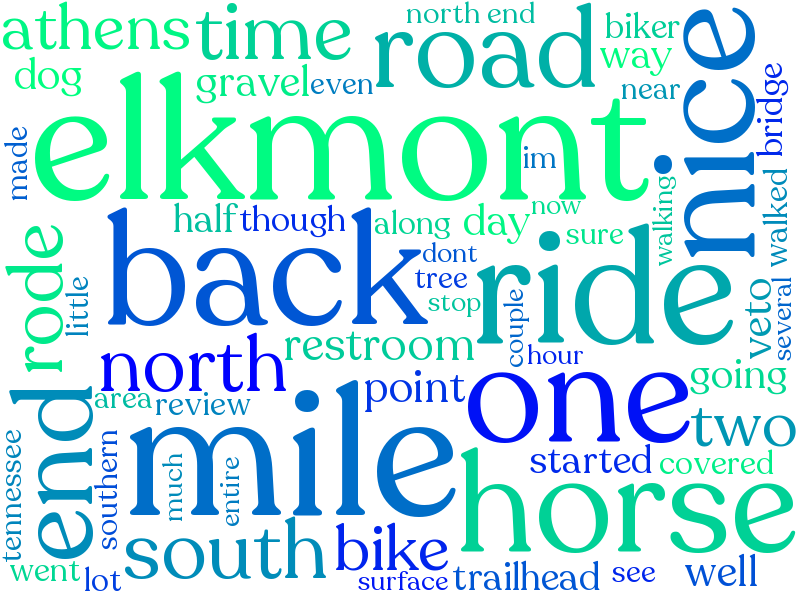 athens
time
north end
road
biker
nice
dog
gravel
even
way
near
bridge
made
elkmont
im
walking
walked
half
though
along
day
now
sure
rode
little
back
dont
tree
stop
ride
couple
hour
veto
several
north
restroom
point
one
going
end
area
review
two
mile
started
covered
tennessee
southern
much
entire
horse
south
bike
went
lot
surface
trailhead
see
well